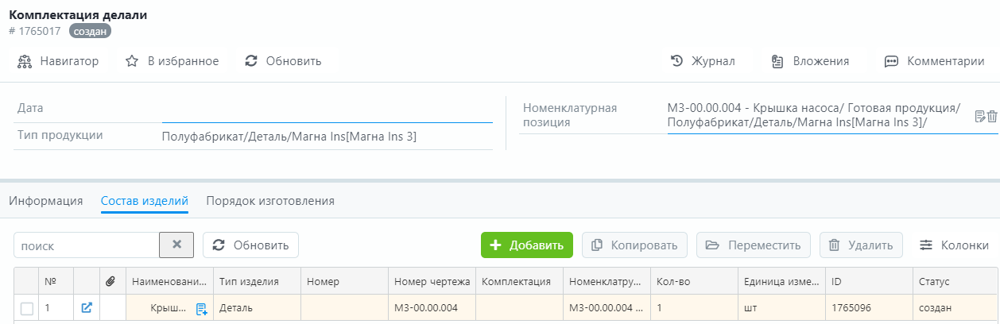 Комплектация делали
# 1765017 создан
Навигатор В избранное Обновить Журнал Вложения Комментарии
Дата
Тип продукции Полуфабрикат/Деталь/Магна Ins[Магна Ins 3]
Номенклатурная позиция
М3-00.00.004 - Крышка насоса/ Готовая продукция/
Полуфабрикат/Деталь/Магна Ins[Магна Ins 3]/
Информация Состав изделий Порядок изготовления
поиск Обновить Добавить Копировать Переместить Удалить Колонки
№ Наименовани... Тип изделия Номер Номер чертежа Комплектация Номенклатру... Кол-во Единица изме... ID Статус
1 Крыш... Деталь М3-00.00.004 М3-00.00.004 ... 1 шт 1765096 создан